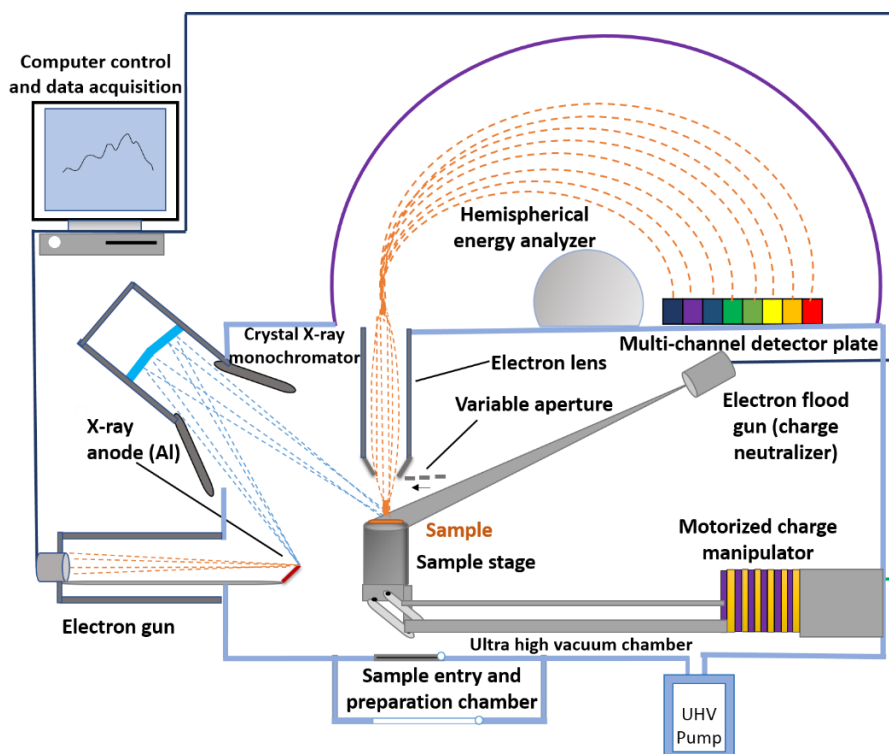 Computer control
and data acquisition
Hemispherical
energy analyzer
Crystal X-ray
monochromator
Multi-channel detector plate
Electron lens
Variable aperture
Electron flood
gun (charge
neutralizer)
X-ray
anode (Al)
Sample
Sample stage
Motorized charge
manipulator
Electron gun
Ultra high vacuum chamber
Sample entry and
preparation chamber
UHV
Pump